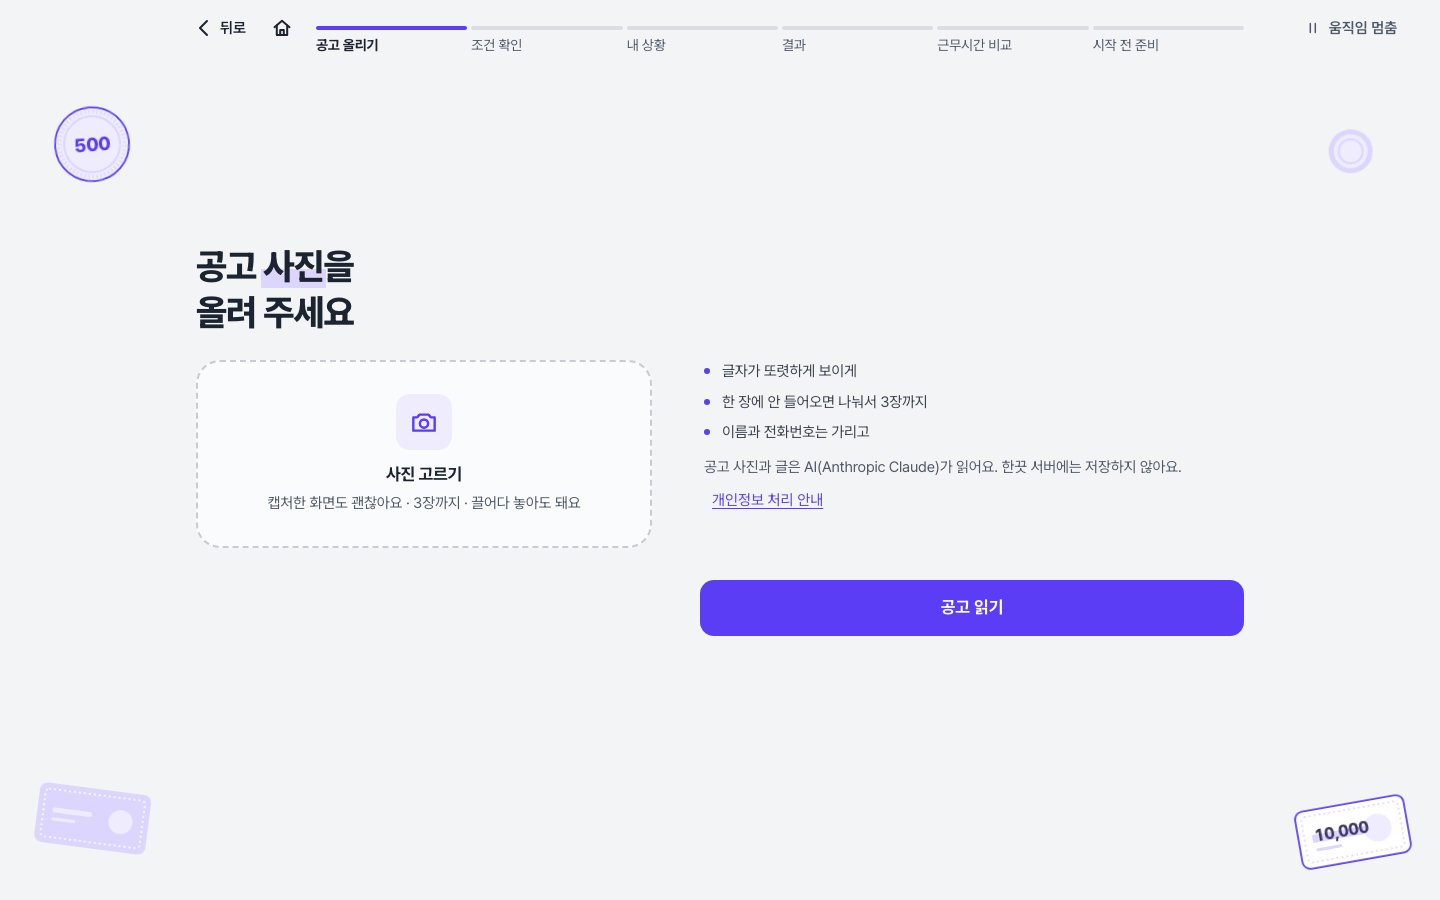 뒤로
공고 올리기
조건 확인
내 상황
결과
근무시간 비교
시작 전 준비
움직임 멈춤
500
공고 사진을
올려 주세요
사진 고르기
캡처한 화면도 괜찮아요 · 3장까지 · 끌어다 놓아도 돼요
글자가 또렷하게 보이게
한 장에 안 들어오면 나눠서 3장까지
이름과 전화번호는 가리고
공고 사진과 글은 AI(Anthropic Claude)가 읽어요. 한끗 서버에는 저장하지 않아요.
개인정보 처리 안내
공고 읽기
10,000